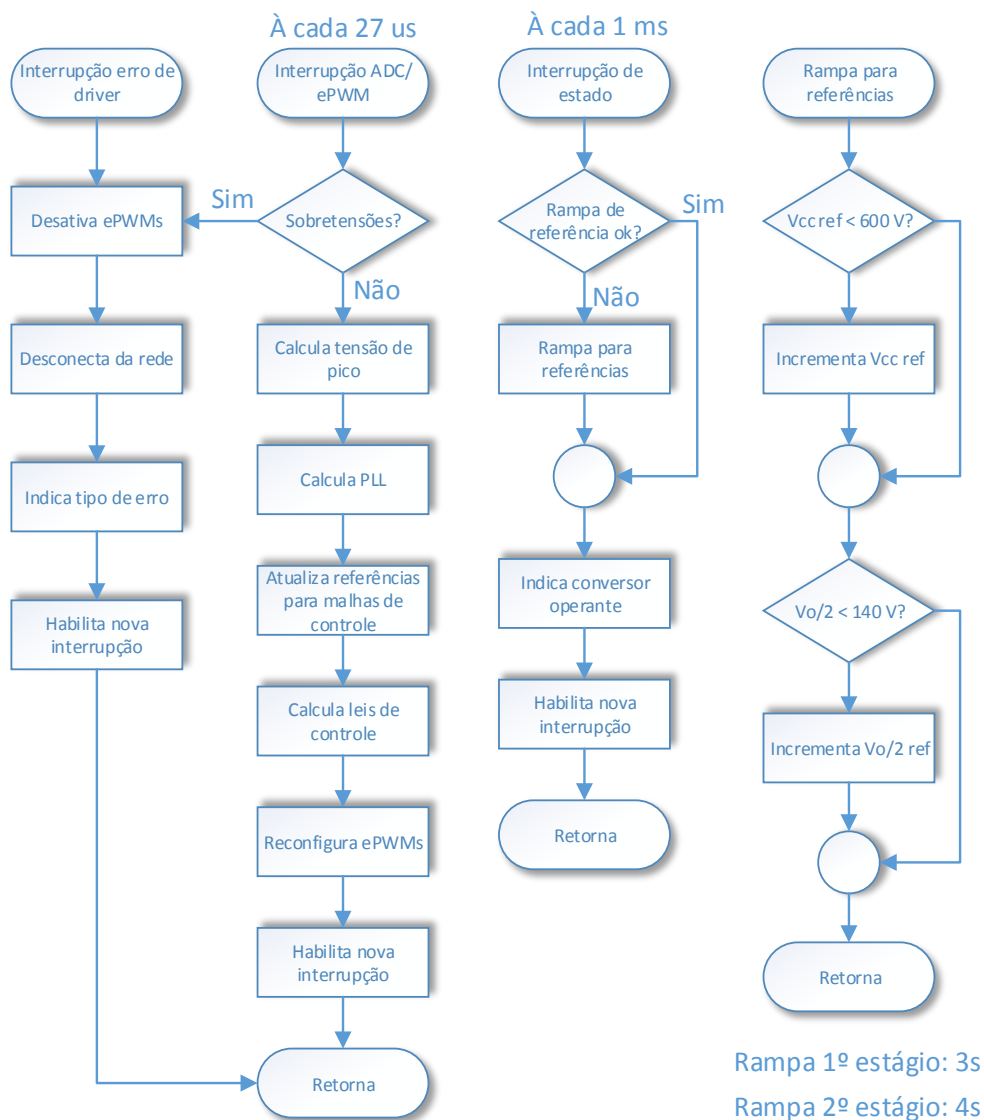 À cada 27 us
À cada 1 ms
Interrupção erro de
driver
Desativa ePWMs
Desconecta da rede
Indica tipo de erro
Habilita nova
interrupção
Interrupção ADC/
ePWM
Sobretensões?
Sim
Não
Calcula tensão de
pico
Calcula PLL
Atualiza referências
para malhas de
controle
Calcula leis de
controle
Reconfigura ePWMs
Habilita nova
interrupção
Retorna
Interrupção de
estado
Rampa de
referência ok?
Sim
Não
Rampa para
referências
Indica conversor
operante
Habilita nova
interrupção
Retorna
Rampa para
referências
Vcc ref < 600 V?
Incrementa Vcc ref
Vo/2 < 140 V?
Incrementa Vo/2 ref
Retorna
Rampa 1º estágio: 3s
Rampa 2º estágio: 4s